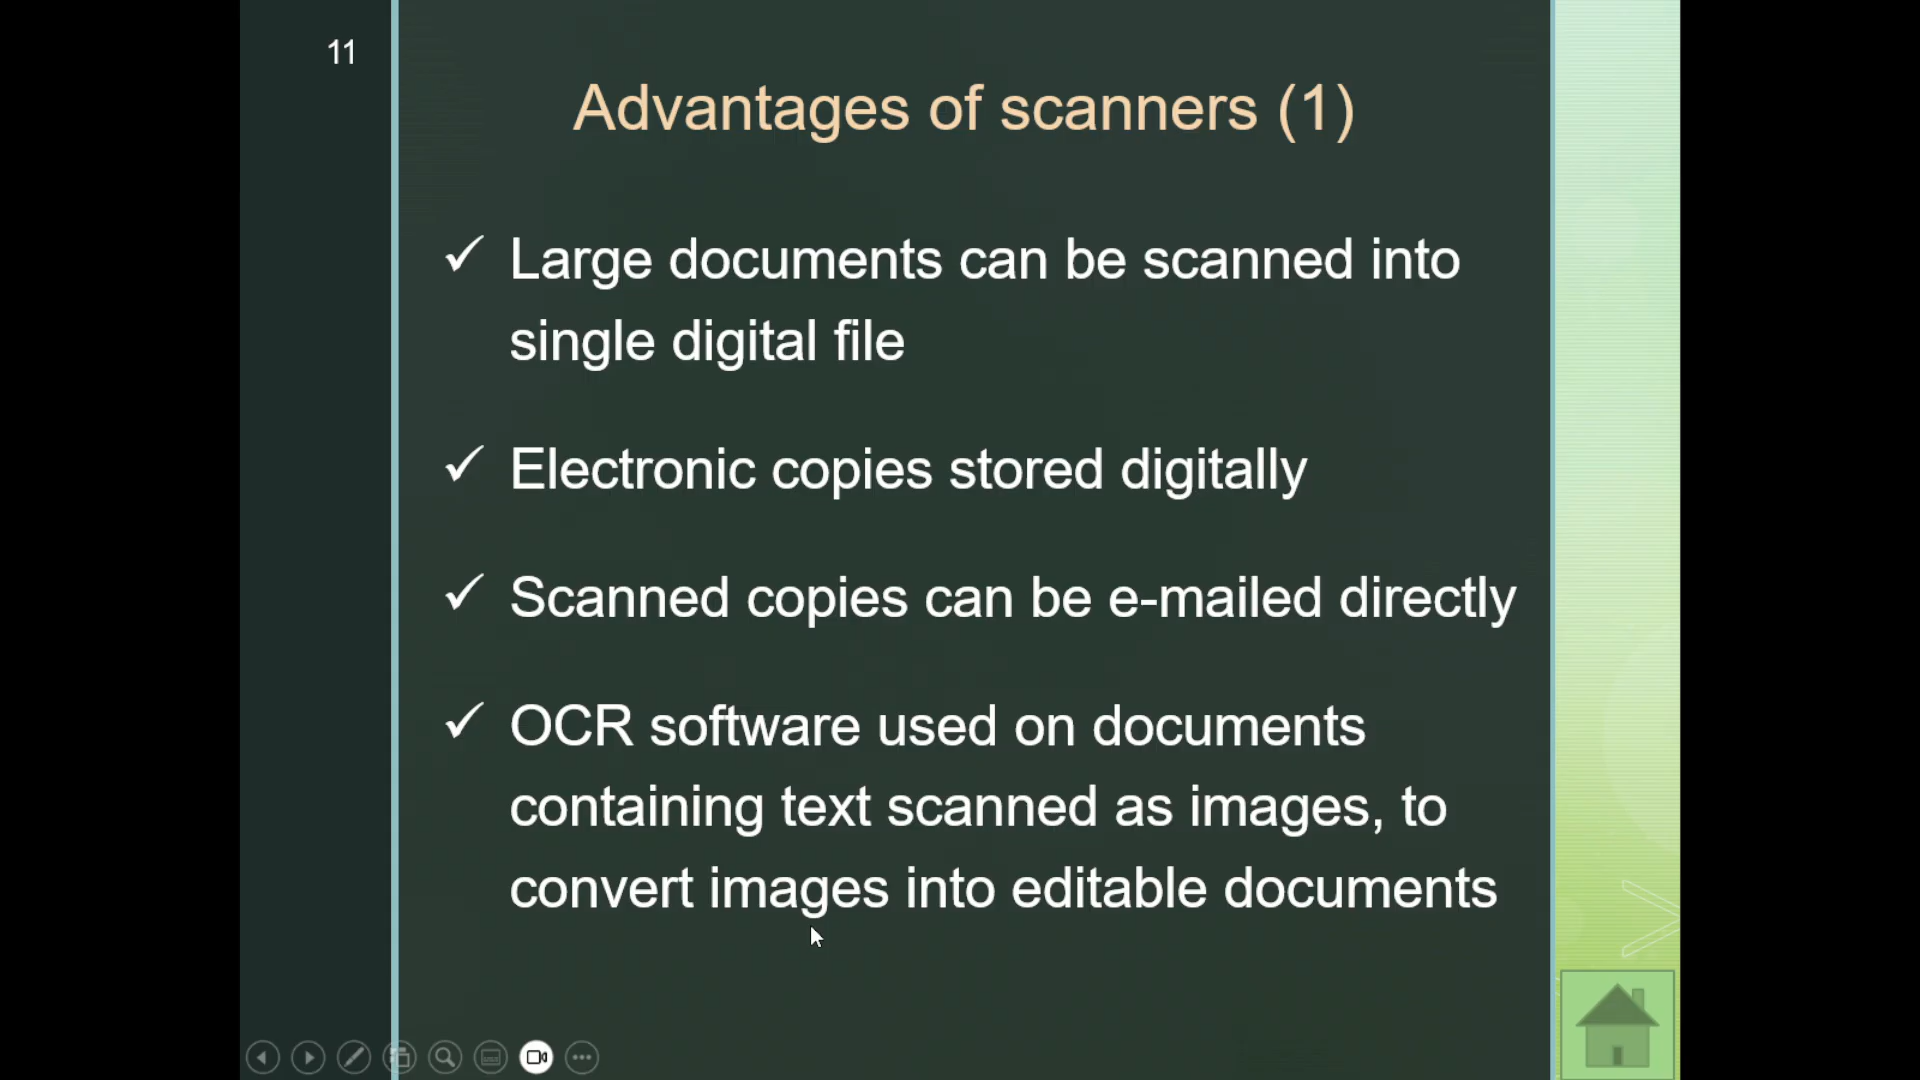 11
Advantages of scanners (1)
✓ Large documents can be scanned into
single digital file
✓ Electronic copies stored digitally
✓ Scanned copies can be e-mailed directly
✓ OCR software used on documents
containing text scanned as images, to
convert images into editable documents